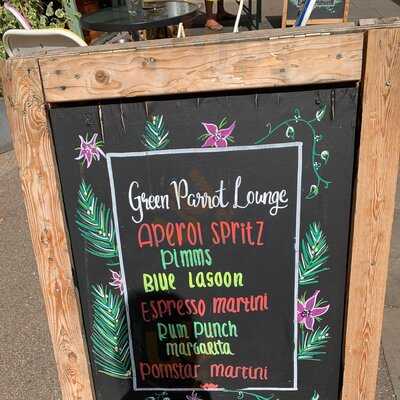 Green Parrot Lounge
APEROL SPRITZ
PIMMS
BLUE LAGOON
ESPRESSO MARTINI
RUM PUNCH
MARGARITA
PORNSTAR MARTINI